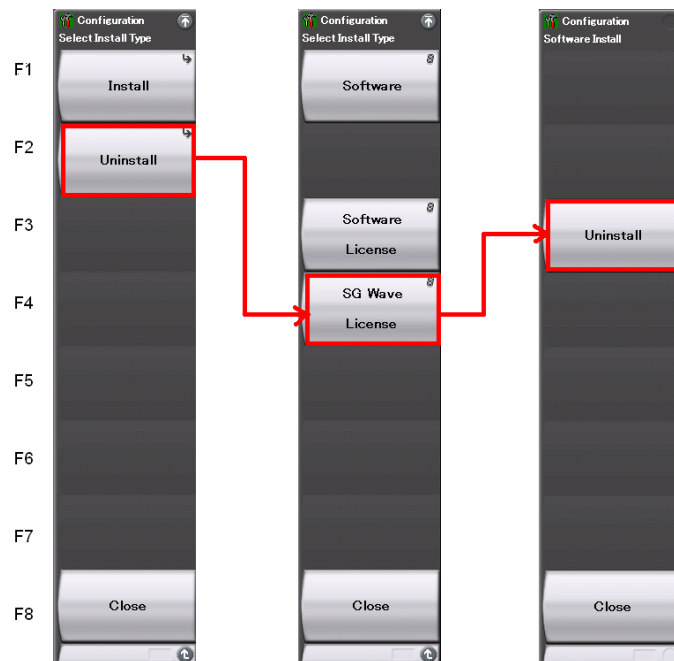 Configuration
Select Install Type
Install
Uninstall
Close
Configuration
Select Install Type
Software
Software
License
SG Wave
License
Close
Configuration
Software Install
Uninstall
Close
F1
F2
F3
F4
F5
F6
F7
F8